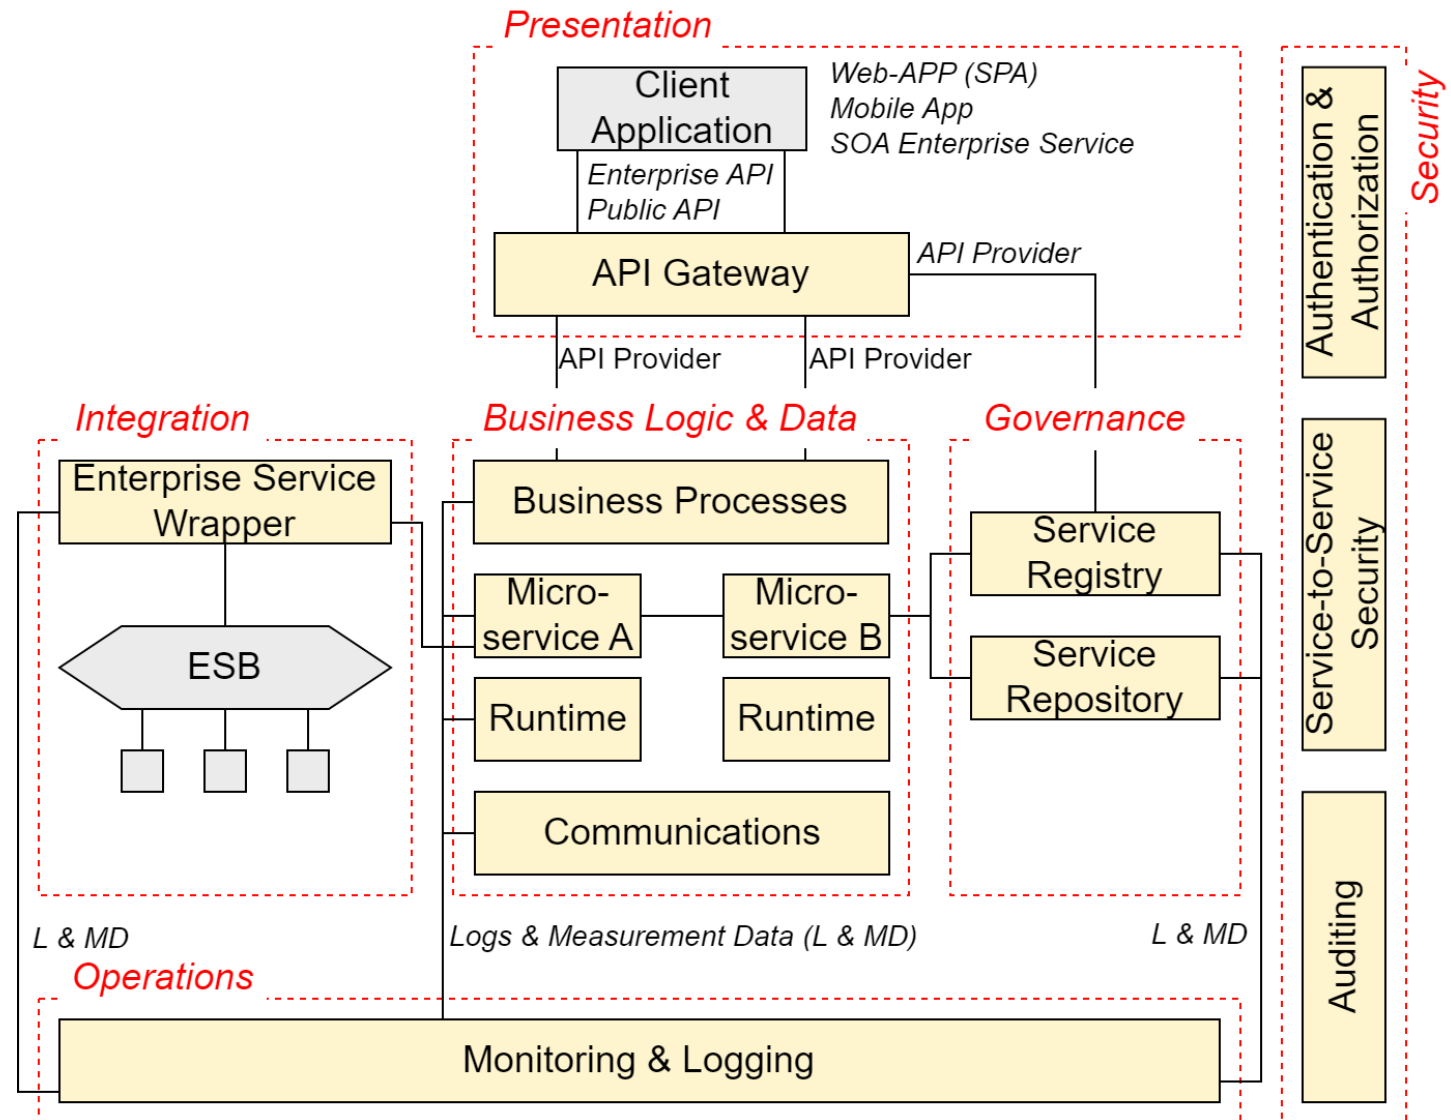 Presentation
Client
Application
Web-APP (SPA)
Mobile App
SOA Enterprise Service
Enterprise API
Public API
API Gateway
API Provider
API Provider
API Provider
Security
Authentication &
Authorization
Service-to-Service
Security
Auditing
Integration
Enterprise Service
Wrapper
ESB
Business Logic & Data
Business Processes
Micro-
service A
Micro-
service B
Runtime
Runtime
Communications
Governance
Service
Registry
Service
Repository
L & MD
Logs & Measurement Data (L & MD)
L & MD
Operations
Monitoring & Logging